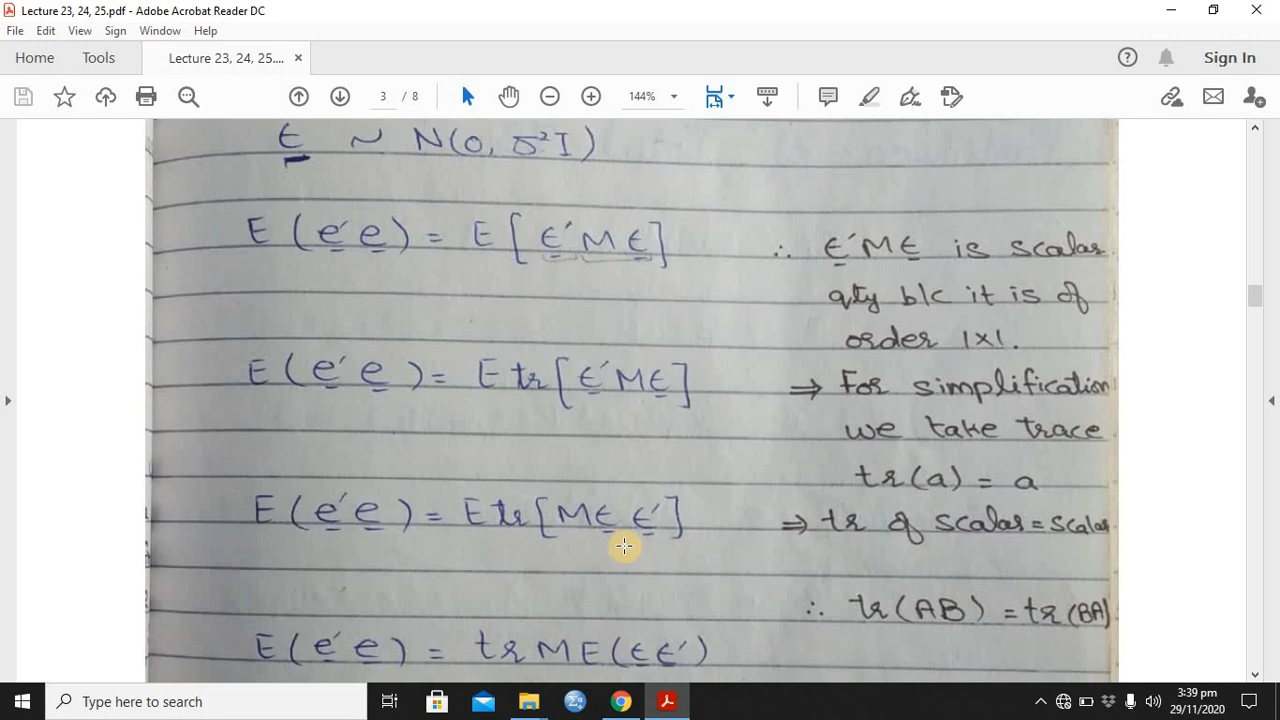 Lecture 23, 24, 25.pdf - Adobe Acrobat Reader DC
File Edit View Sign Window Help
Home Tools Lecture 23, 24, 25.... × Sign In
3 / 8 144%
ϵ ~ N(0, σ²I)
E(e'e) = E[ϵ'Mϵ] ∴ ϵ'Mϵ is scalar
qty b/c it is of
order 1×1.
E(e'e) = E tr[ϵ'Mϵ] ⇒ For simplification
we take trace
tr(a) = a
E(e'e) = E tr[Mϵϵ'] ⇒ tr of scalar = scalar
∴ tr(AB) = tr(BA)
E(e'e) = tr M E(ϵϵ')
Type here to search
3:39 pm
29/11/2020